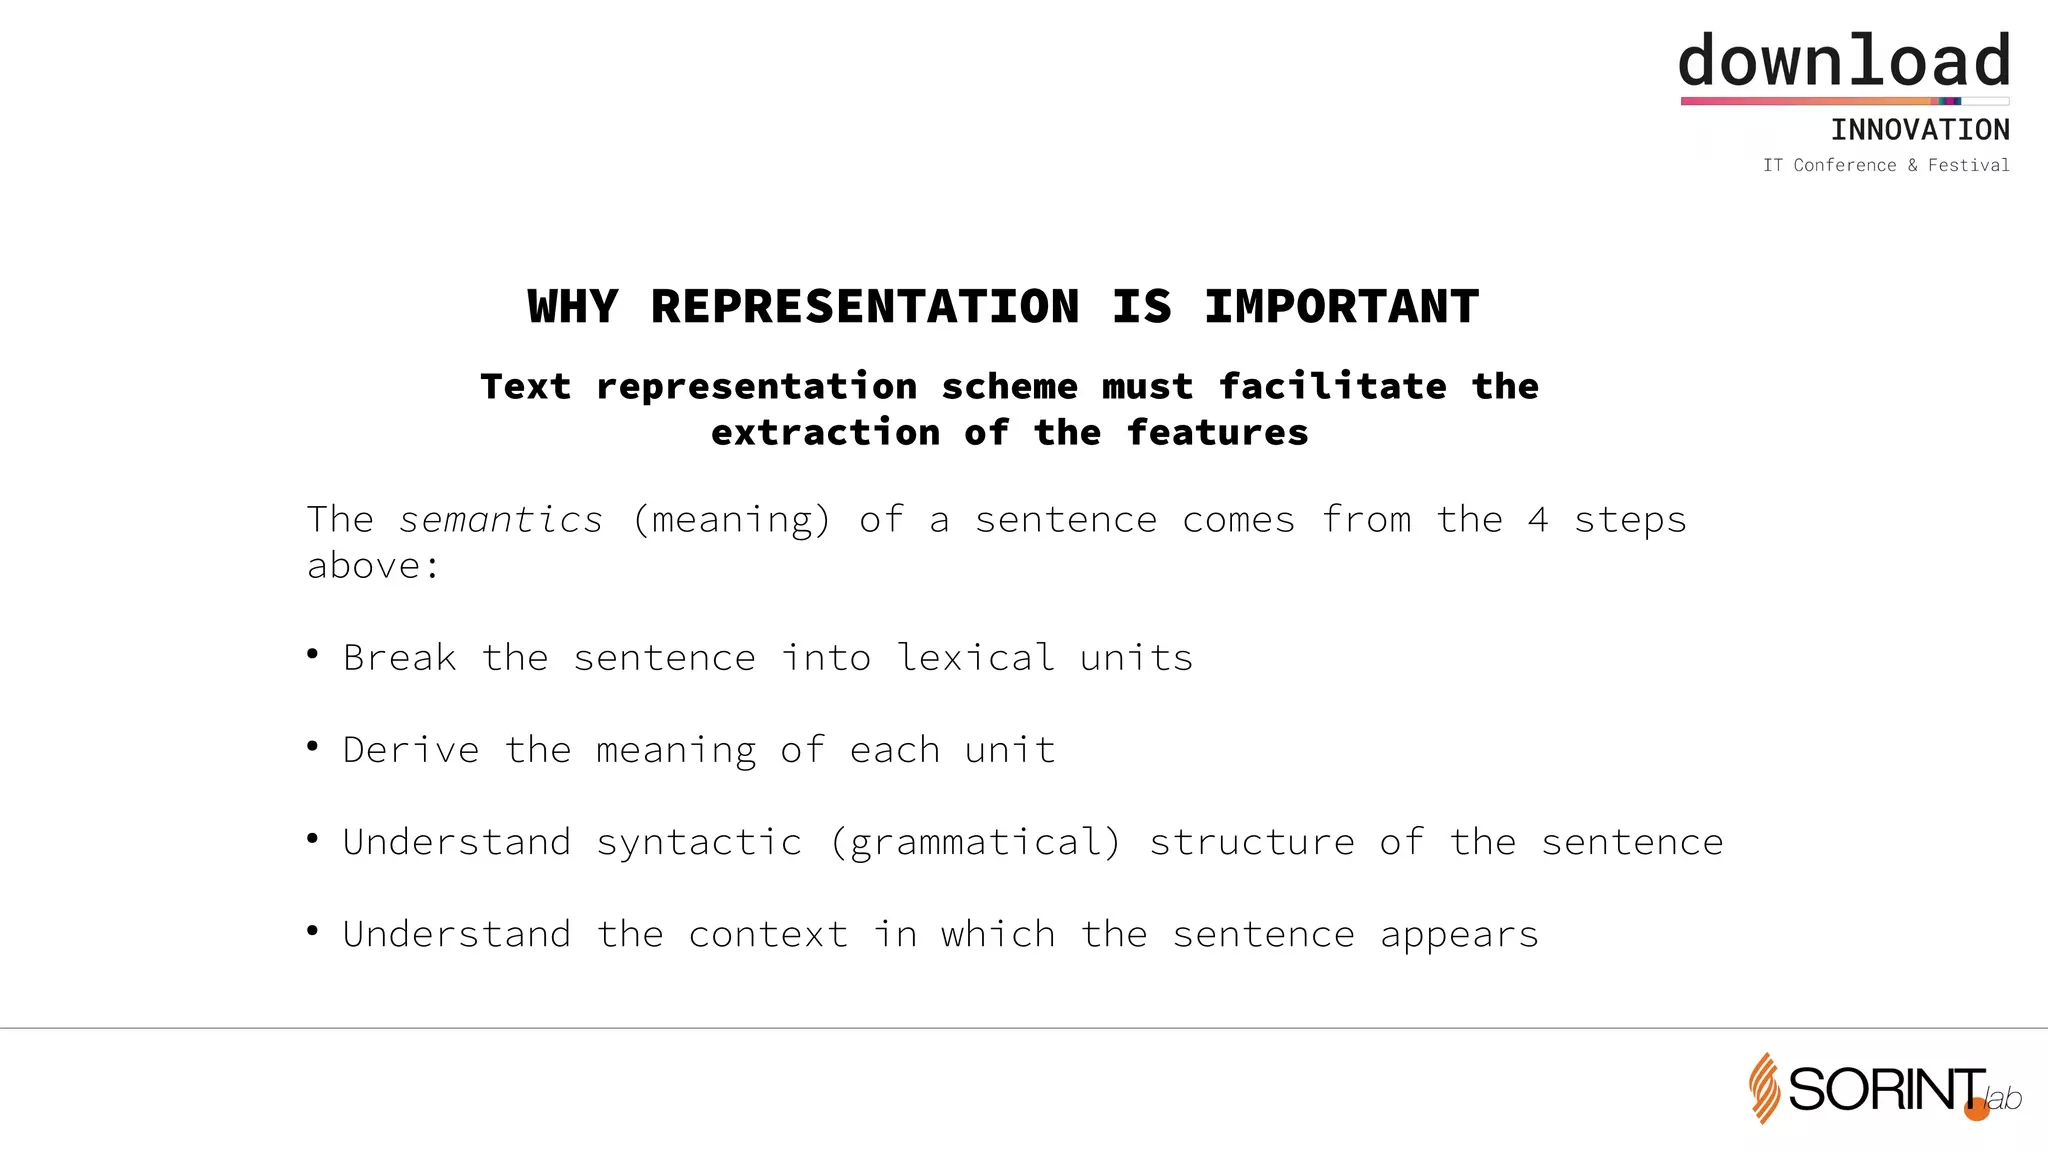 download
INNOVATION
IT Conference & Festival
WHY REPRESENTATION IS IMPORTANT
Text representation scheme must facilitate the
extraction of the features
The semantics (meaning) of a sentence comes from the 4 steps
above:
• Break the sentence into lexical units
• Derive the meaning of each unit
• Understand syntactic (grammatical) structure of the sentence
• Understand the context in which the sentence appears
SORINT lab